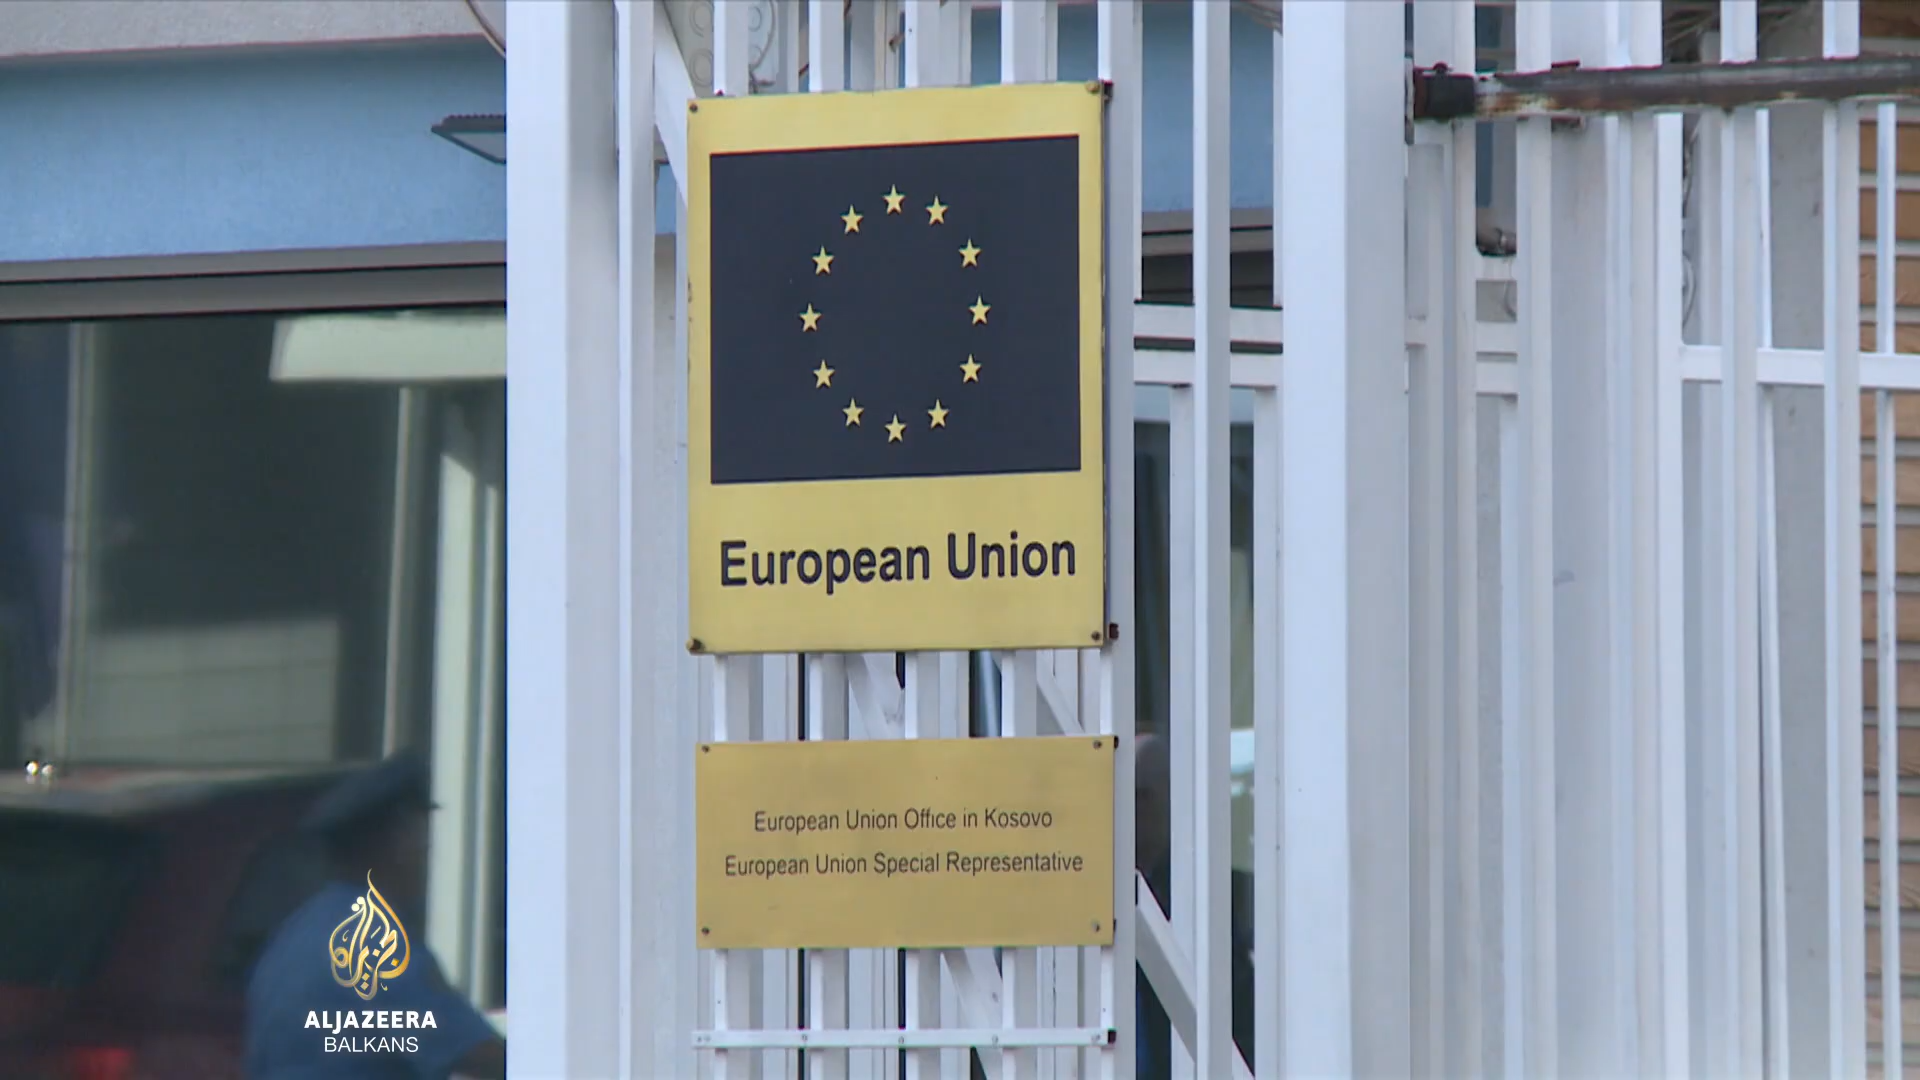 European Union
European Union Office in Kosovo
European Union Special Representative
ALJAZEERA
BALKANS